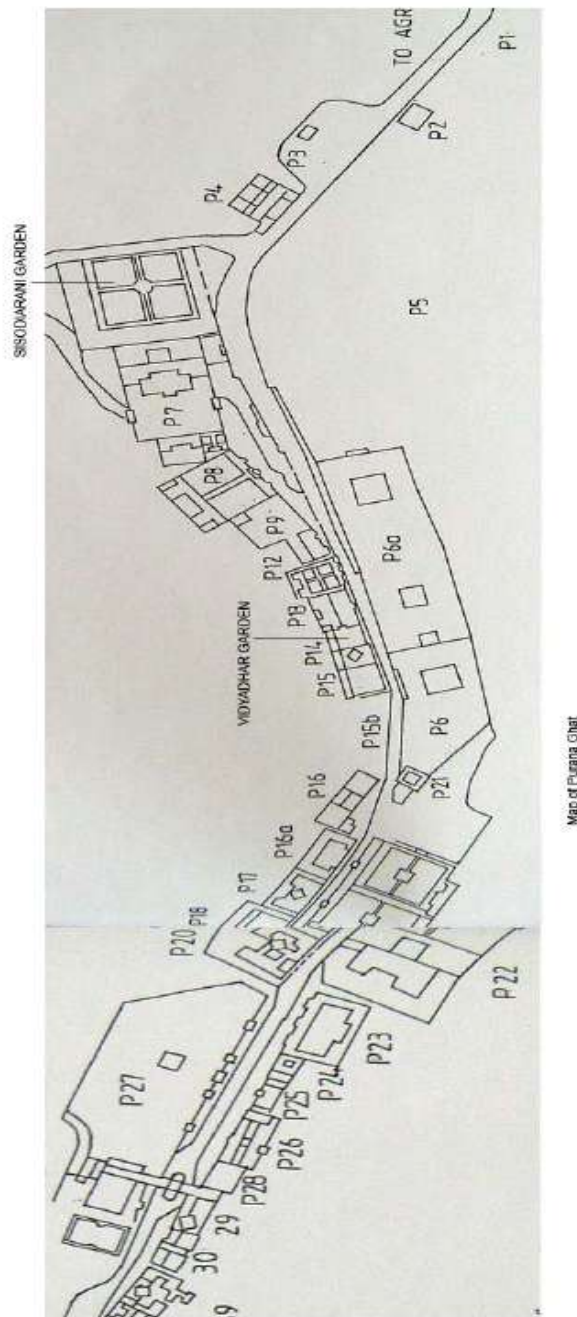 TO AGR
P1
P2
P3
P4
SISODIARANI GARDEN
P5
P7
P8
P9
P6a
P12
P13
VIDYADHAR GARDEN
P14
P15
P15b
P6
P21
P16
P16a
P17
P18
P20
P22
P23
P24
P25
P26
P27
P28
29
30
9
Map of Purana Ghat